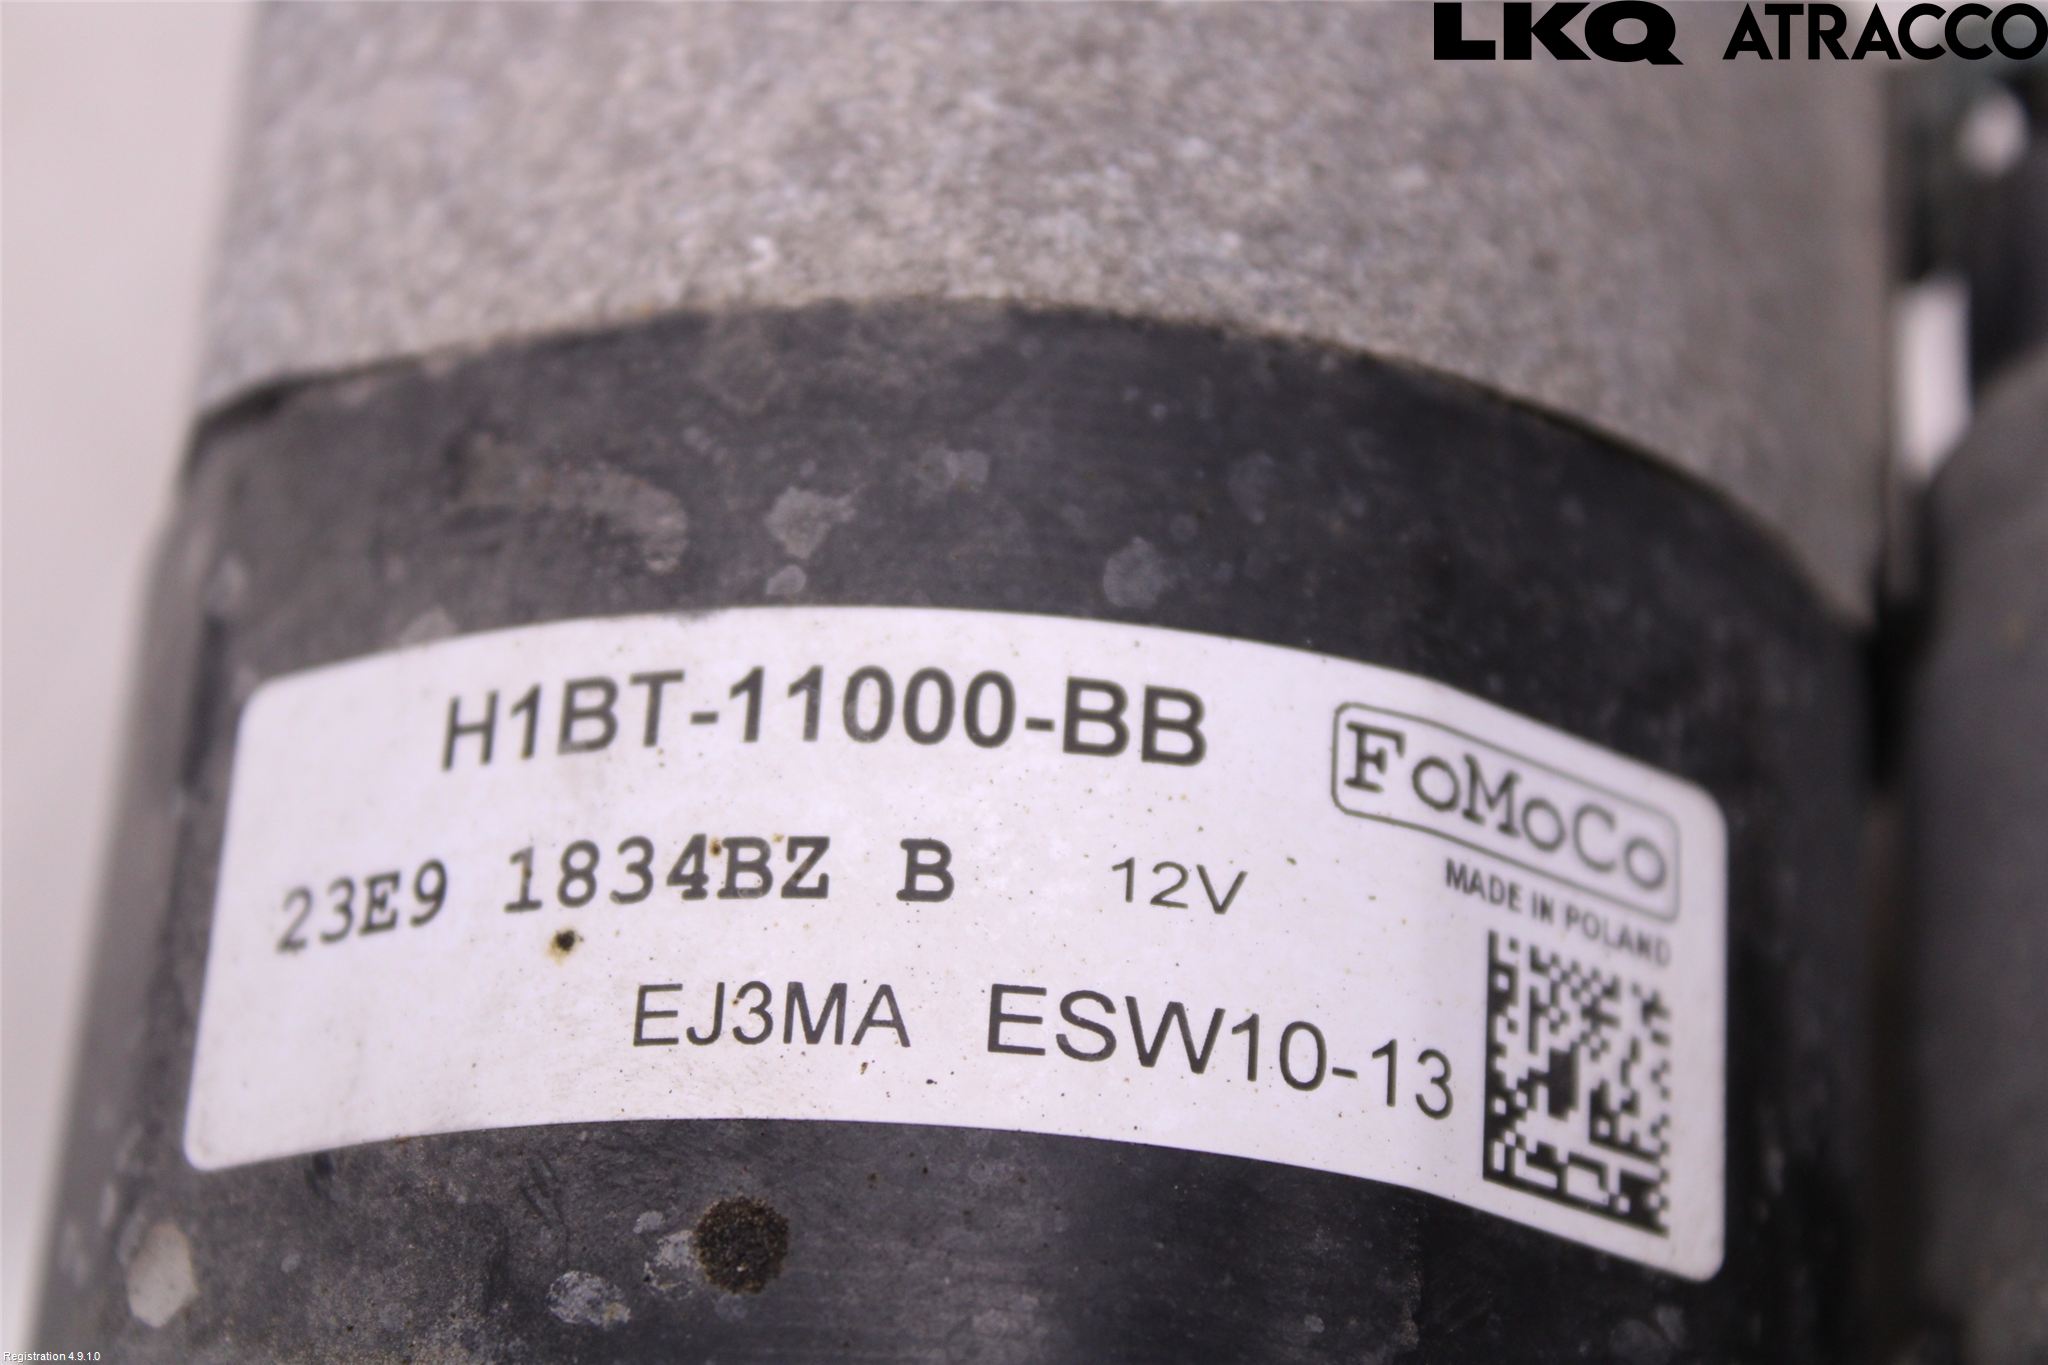 LKQ ATRACCO
H1BT-11000-BB
FoMoCo
MADE IN POLAND
23E9 1834BZ B 12V
EJ3MA ESW10-13
Registration 4.9.1.0